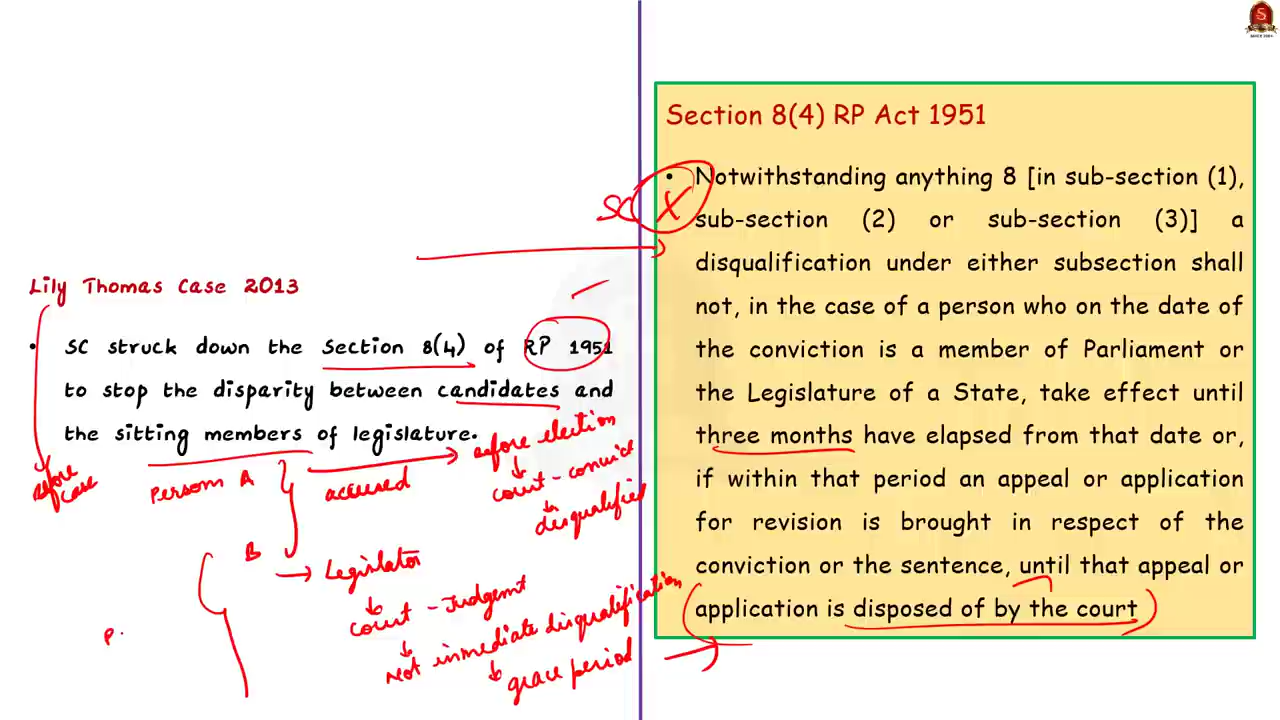 Lily Thomas Case 2013
• SC struck down the Section 8(4) of RP 1951
to stop the disparity between candidates and
the sitting members of legislature.
Before
case
Person A
accused
Before election
court - convict
disqualified
B
Legislator
court - Judgemt
Not immediate disqualification
grace period
P.
SC X
Section 8(4) RP Act 1951
• Notwithstanding anything 8 [in sub-section (1),
sub-section (2) or sub-section (3)] a
disqualification under either subsection shall
not, in the case of a person who on the date of
the conviction is a member of Parliament or
the Legislature of a State, take effect until
three months have elapsed from that date or,
if within that period an appeal or application
for revision is brought in respect of the
conviction or the sentence, until that appeal or
application is disposed of by the court
S
SINCE 2004